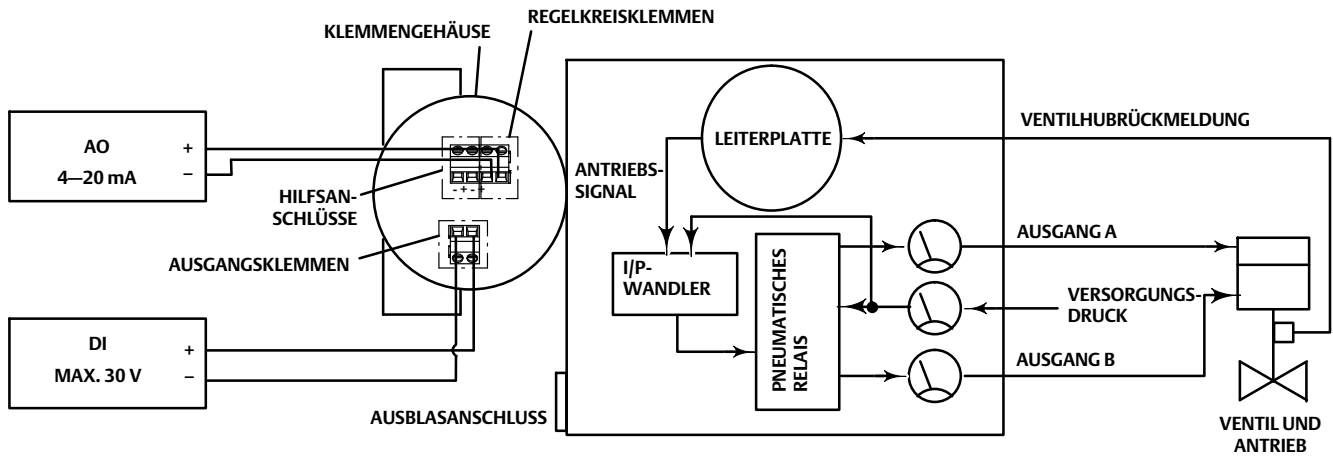 REGELKREISKLEMMEN
KLEMMENGEHÄUSE
AO
4—20 mA
+
−
HILFSAN-
SCHLÜSSE
- + - +
AUSGANGSKLEMMEN
DI
MAX. 30 V
+
−
AUSBLASANSCHLUSS
LEITERPLATTE
ANTRIEBS-
SIGNAL
I/P-
WANDLER
PNEUMATISCHES
RELAIS
VENTILHUBRÜCKMELDUNG
AUSGANG A
VERSORGUNGS-
DRUCK
AUSGANG B
VENTIL UND
ANTRIEB